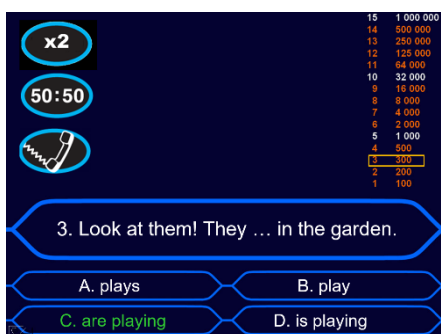 x2
50:50
15 1 000 000
14 500 000
13 250 000
12 125 000
11 64 000
10 32 000
9 16 000
8 8 000
7 4 000
6 2 000
5 1 000
4 500
3 300
2 200
1 100
3. Look at them! They … in the garden.
A. plays
B. play
C. are playing
D. is playing